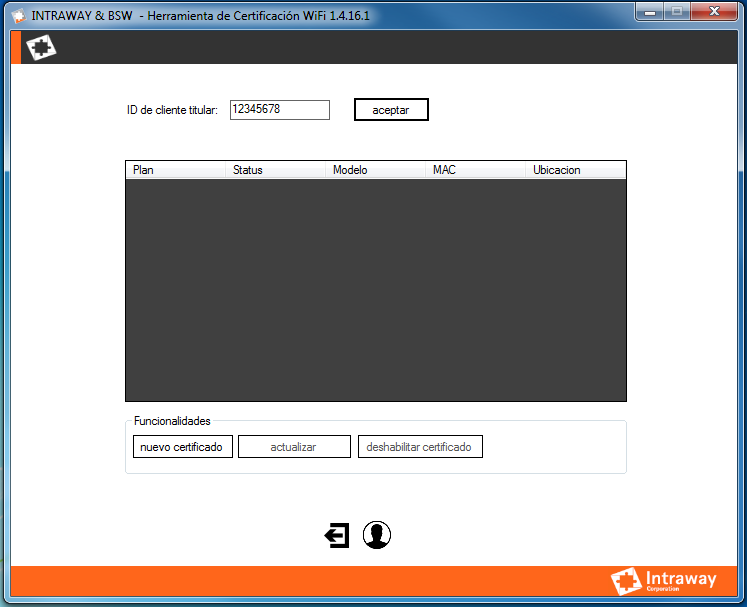 INTRAWAY & BSW - Herramienta de Certificación WiFi 1.4.16.1
ID de cliente titular: 12345678 aceptar
Plan Status Modelo MAC Ubicacion
Funcionalidades
nuevo certificado actualizar deshabilitar certificado
Intraway
Corporation